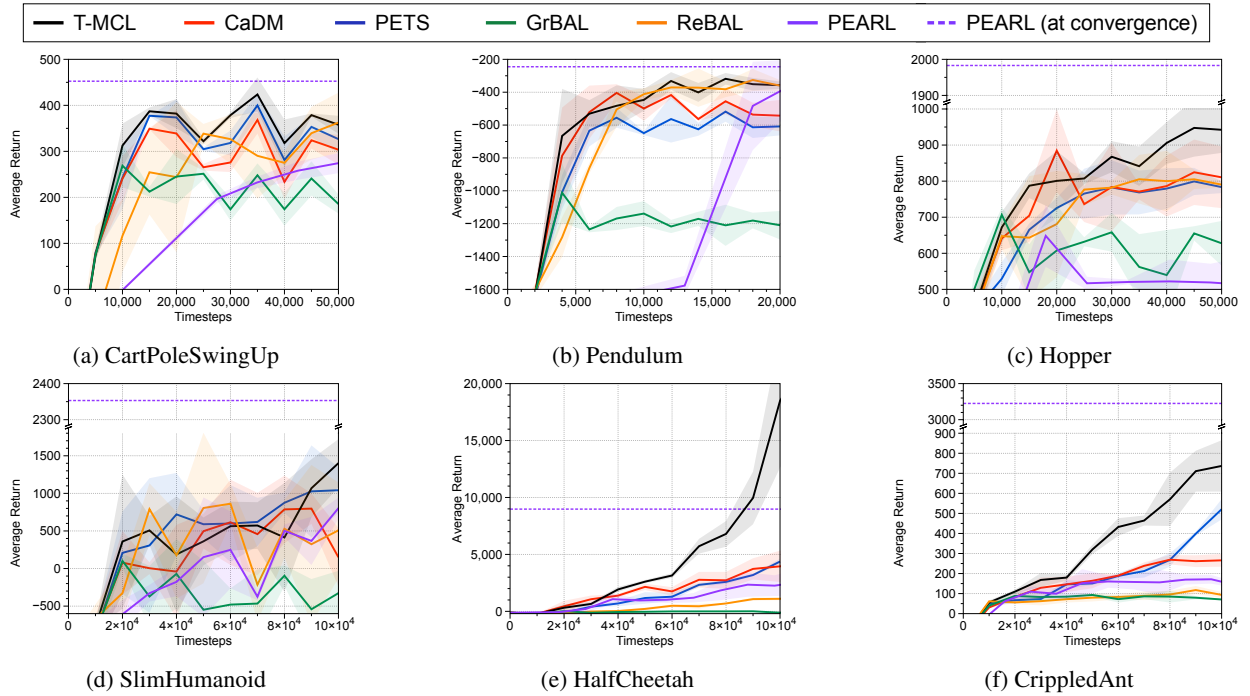 T-MCL CaDM PETS GrBAL ReBAL PEARL PEARL (at convergence)
500
400
300
200
100
0
Average Return
0 10,000 20,000 30,000 40,000 50,000
Timesteps
(a) CartPoleSwingUp
−200
−400
−600
−800
−1000
−1200
−1400
−1600
Average Return
0 5,000 10,000 15,000 20,000
Timesteps
(b) Pendulum
2000
1900
1000
900
800
700
600
500
Average Return
0 10,000 20,000 30,000 40,000 50,000
Timesteps
(c) Hopper
2400
2300
1500
1000
500
0
−500
Average Return
0 2×10⁴ 4×10⁴ 6×10⁴ 8×10⁴ 10×10⁴
Timesteps
(d) SlimHumanoid
20,000
15,000
10,000
5,000
0
Average Return
0 2×10⁴ 4×10⁴ 6×10⁴ 8×10⁴ 10×10⁴
Timesteps
(e) HalfCheetah
3500
3000
900
800
700
600
500
400
300
200
100
0
Average Return
0 2×10⁴ 4×10⁴ 6×10⁴ 8×10⁴ 10×10⁴
Timesteps
(f) CrippledAnt